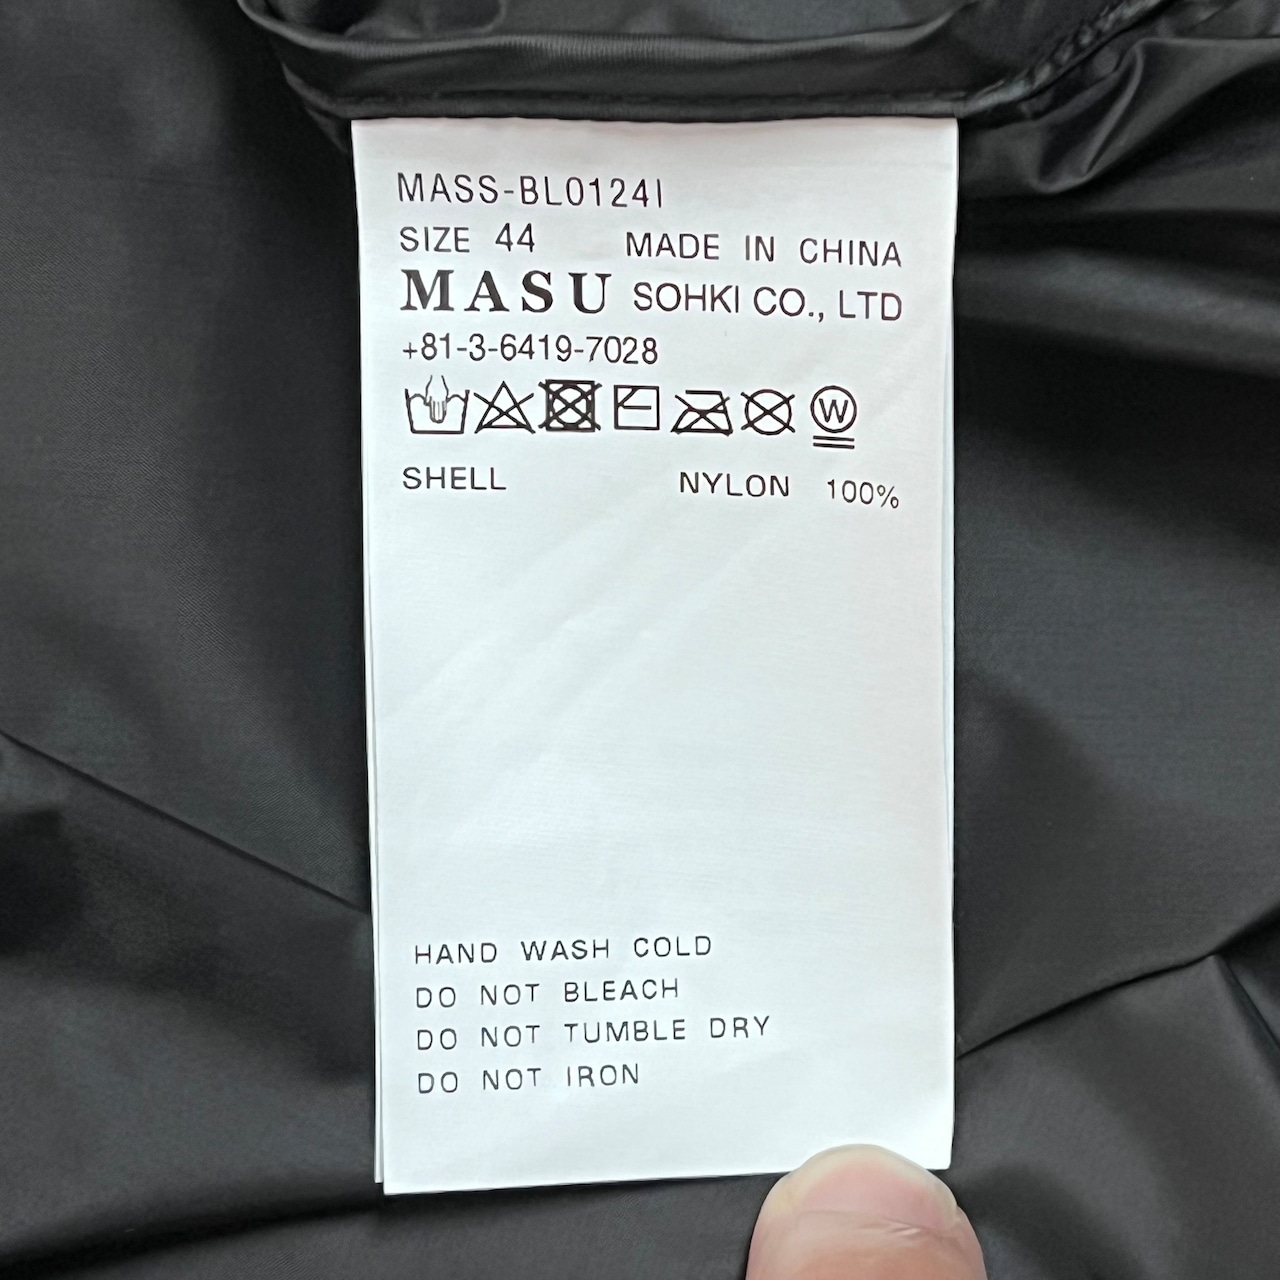 MASS-BL0124I
SIZE 44 MADE IN CHINA
MASU SOHKI CO., LTD
+81-3-6419-7028
W
SHELL NYLON 100%
HAND WASH COLD
DO NOT BLEACH
DO NOT TUMBLE DRY
DO NOT IRON